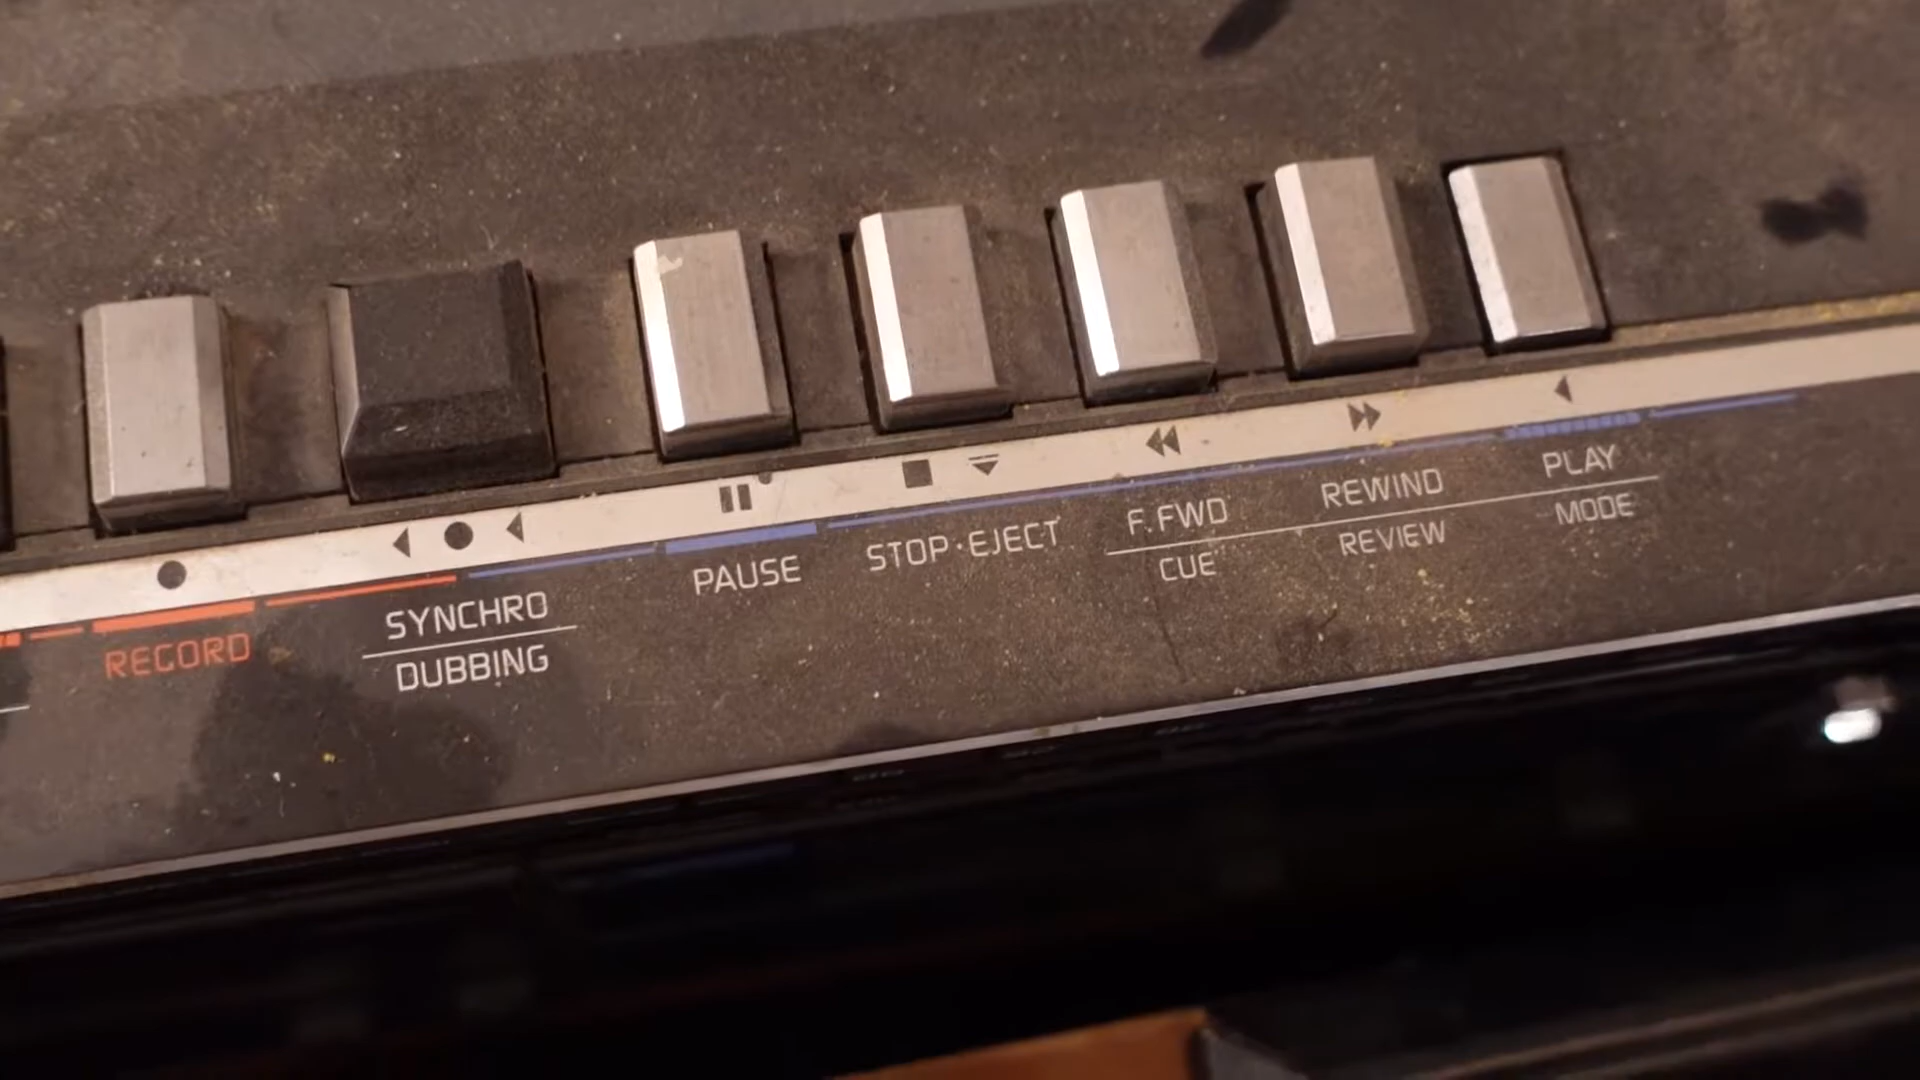 RECORD
SYNCHRO
DUBBING
PAUSE
STOP·EJECT
F.FWD
CUE
REWIND
REVIEW
PLAY
MODE